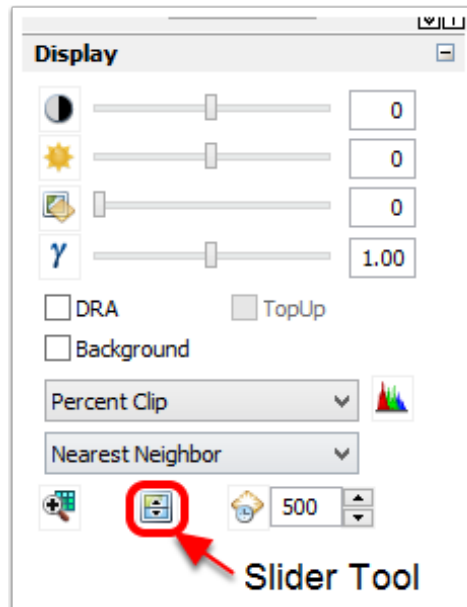 Display
0
0
0
γ 1.00
DRA TopUp
Background
Percent Clip
Nearest Neighbor
500
Slider Tool